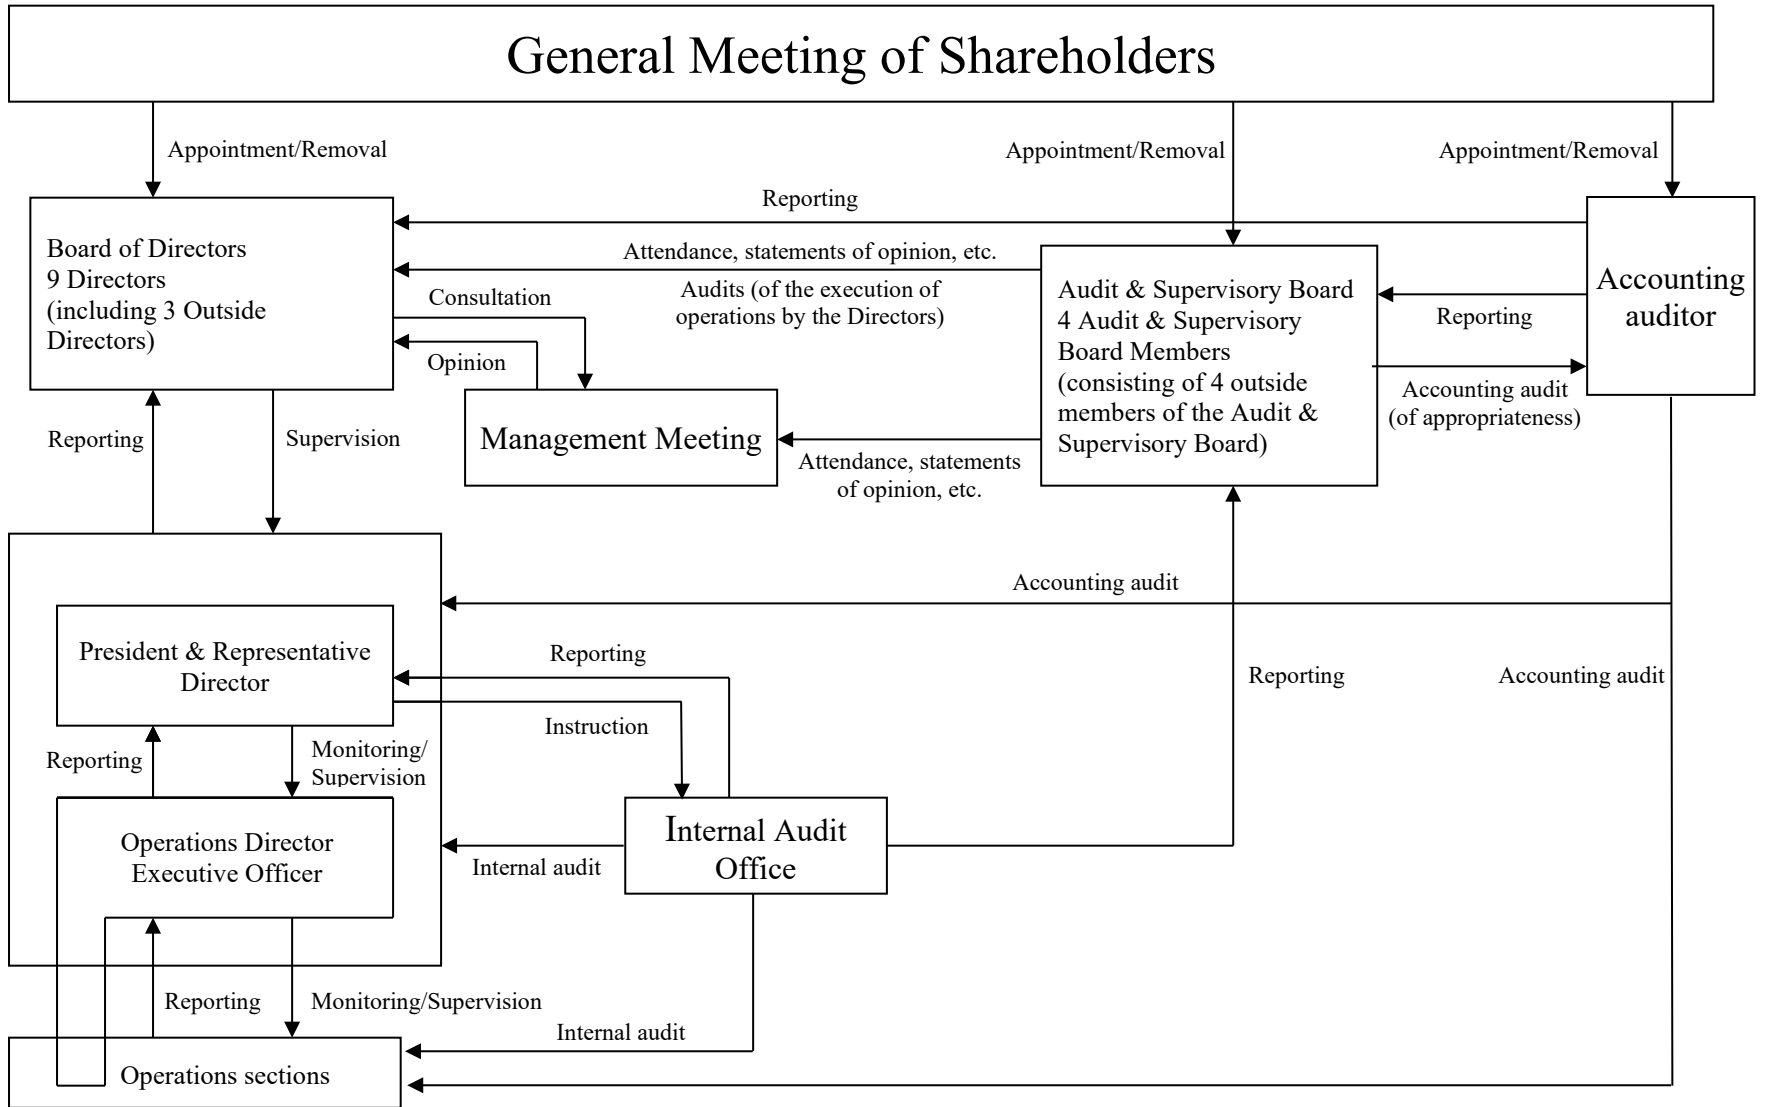 General Meeting of Shareholders
Appointment/Removal
Appointment/Removal
Appointment/Removal
Reporting
Board of Directors
9 Directors
(including 3 Outside
Directors)
Attendance, statements of opinion, etc.
Audits (of the execution of
operations by the Directors)
Consultation
Opinion
Audit & Supervisory Board
4 Audit & Supervisory
Board Members
(consisting of 4 outside
members of the Audit &
Supervisory Board)
Accounting
auditor
Reporting
Accounting audit
(of appropriateness)
Reporting
Supervision
Management Meeting
Attendance, statements
of opinion, etc.
Accounting audit
President & Representative
Director
Reporting
Instruction
Reporting
Accounting audit
Reporting
Monitoring/
Supervision
Operations Director
Executive Officer
Internal audit
Internal Audit
Office
Reporting
Monitoring/Supervision
Internal audit
Operations sections